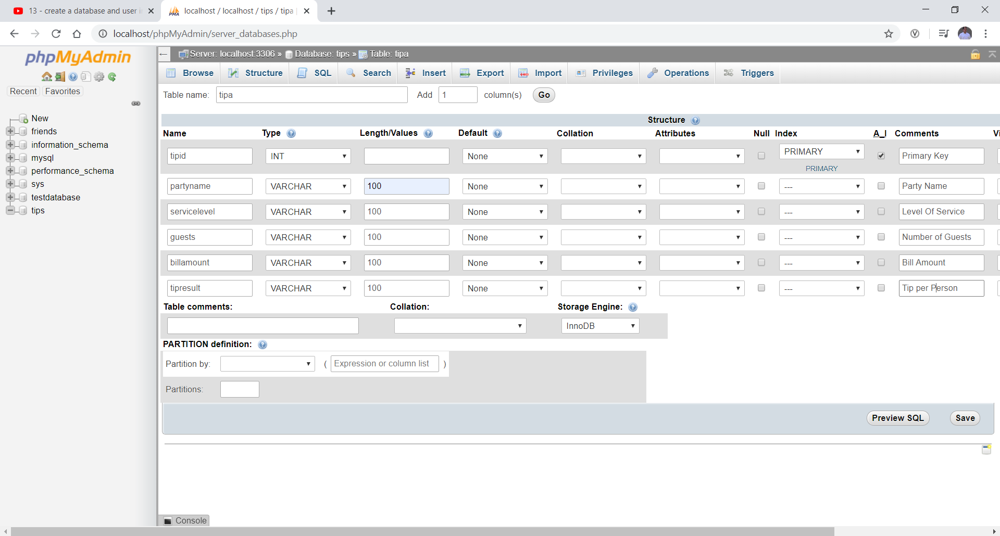 13 - create a database and user i
localhost / localhost / tips / tipa
localhost/phpMyAdmin/server_databases.php
phpMyAdmin
Recent Favorites
New
friends
information_schema
mysql
performance_schema
sys
testdatabase
tips
Server: localhost:3306 » Database: tips » Table: tipa
Browse Structure SQL Search Insert Export Import Privileges Operations Triggers
Table name: tipa Add 1 column(s) Go
Structure
Name Type Length/Values Default Collation Attributes Null Index A_I Comments Vi
tipid INT None PRIMARY Primary Key
PRIMARY
partyname VARCHAR 100 None --- Party Name
servicelevel VARCHAR 100 None --- Level Of Service
guests VARCHAR 100 None --- Number of Guests
billamount VARCHAR 100 None --- Bill Amount
tipresult VARCHAR 100 None --- Tip per Person
Table comments: Collation: Storage Engine:
InnoDB
PARTITION definition:
Partition by: ( Expression or column list )
Partitions:
Preview SQL Save
Console